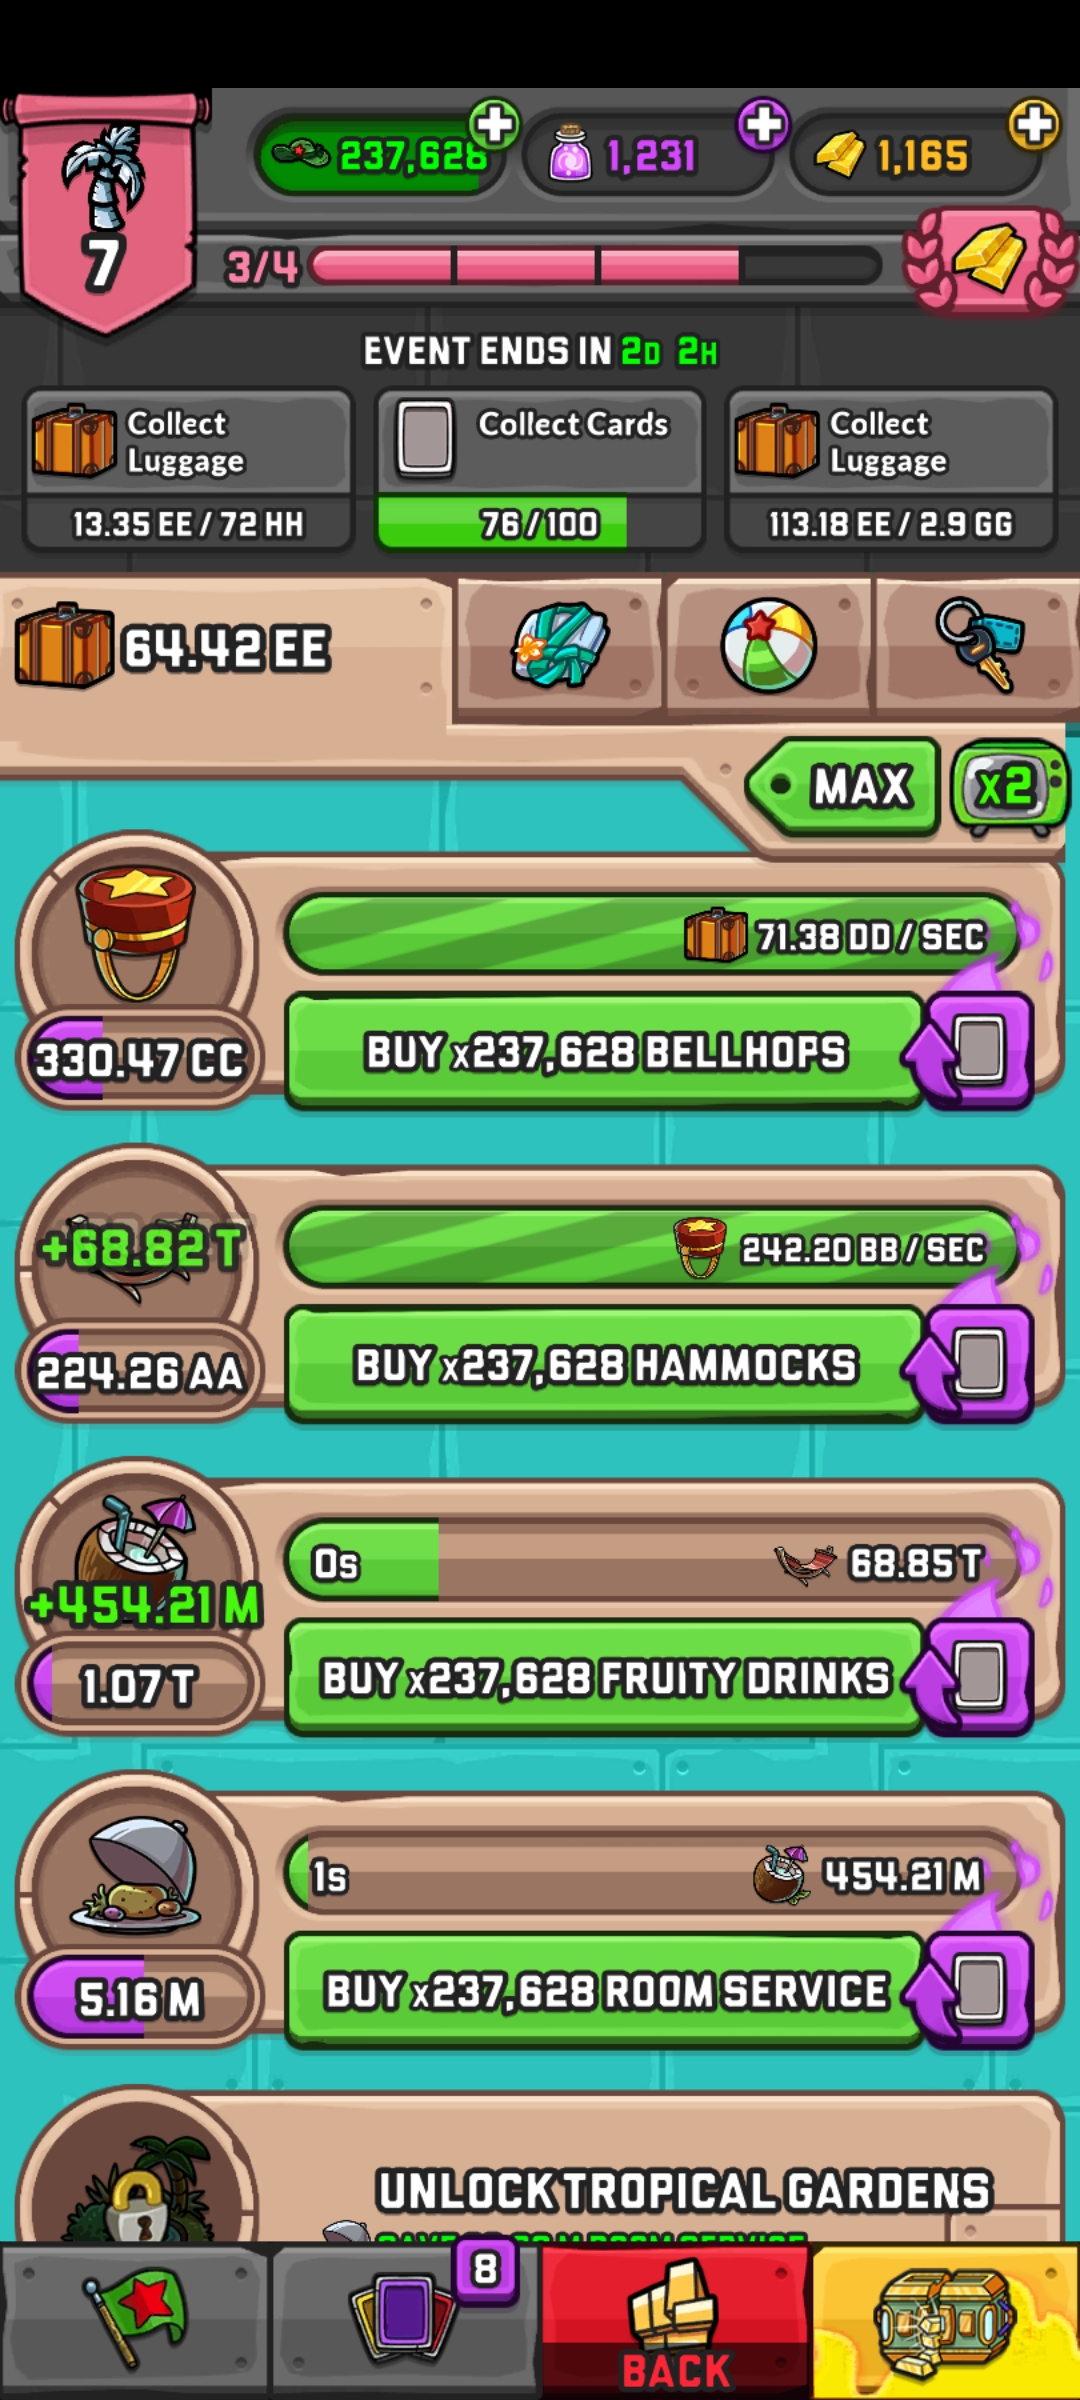 237,628
1,231
1,165
7
3/4
EVENT ENDS IN 2D 2H
Collect Luggage
13.35 EE / 72 HH
Collect Cards
76/100
Collect Luggage
113.18 EE / 2.9 GG
64.42 EE
MAX
x2
71.38 DD / SEC
330.47 CC
BUY x237,628 BELLHOPS
+68.82 T
242.20 BB / SEC
224.26 AA
BUY x237,628 HAMMOCKS
0s
68.85 T
+454.21 M
1.07 T
BUY x237,628 FRUITY DRINKS
1s
454.21 M
5.16 M
BUY x237,628 ROOM SERVICE
UNLOCK TROPICAL GARDENS
ROOM SERVICE
8
BACK